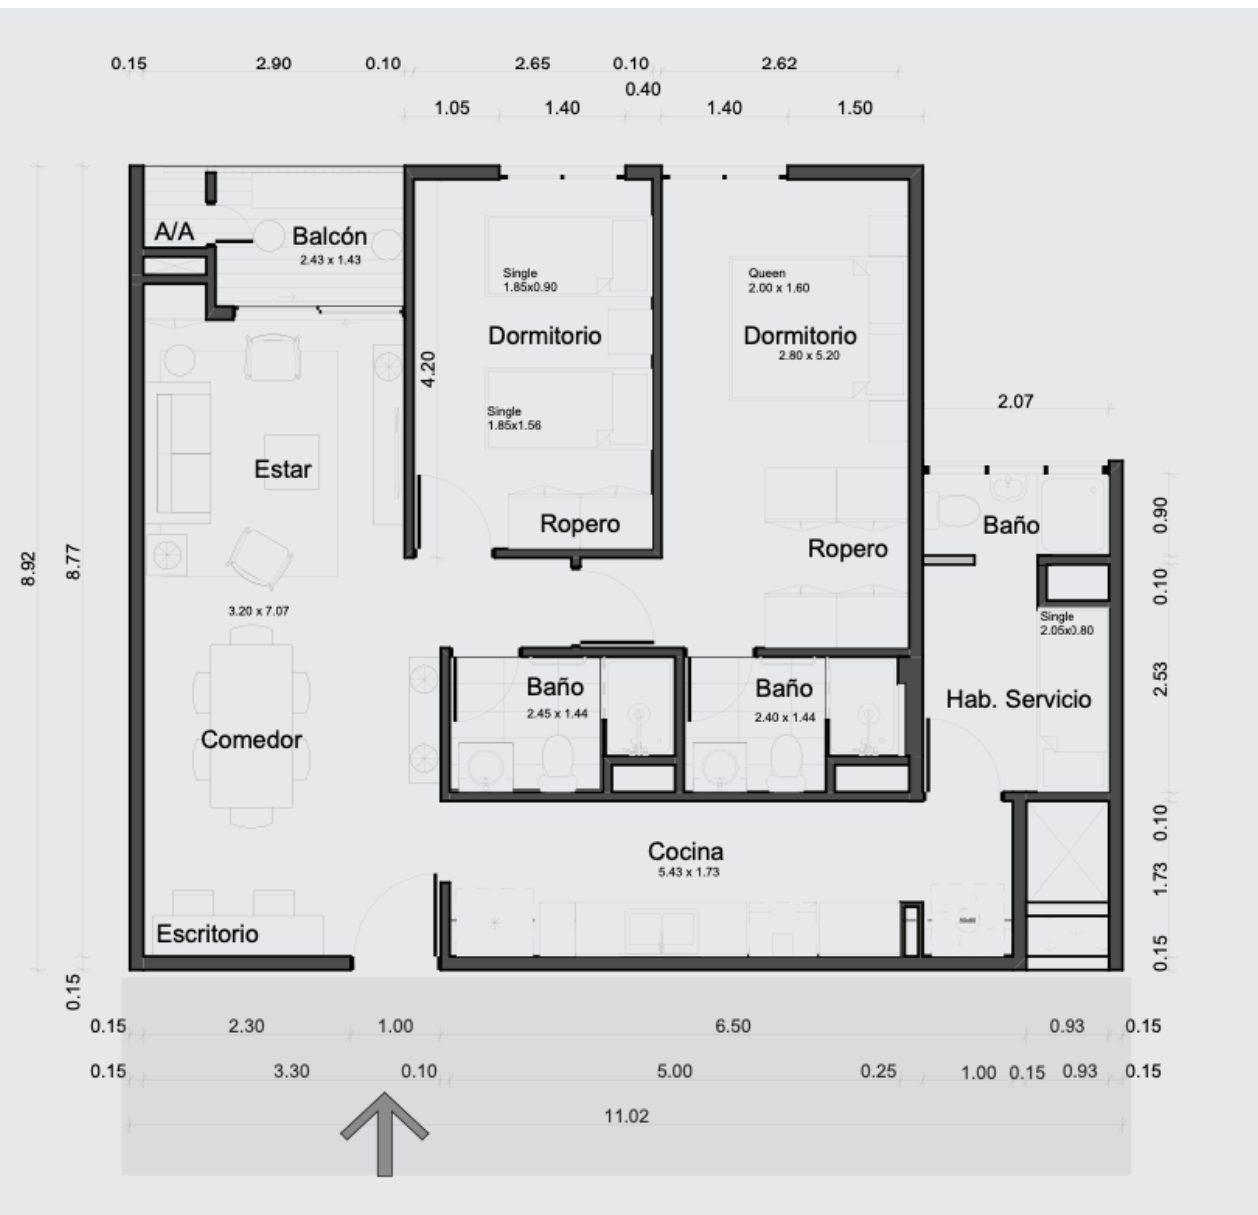 0.15 2.90 0.10 2.65 0.10 2.62
0.40
1.05 1.40 1.40 1.50
A/A
Balcón
2.43 x 1.43
Single
1.85x0.90
Queen
2.00 x 1.60
Dormitorio
Dormitorio
2.80 x 5.20
4.20
2.07
Single
1.85x1.56
Estar
Ropero
Baño
Ropero
0.90
8.92
8.77
0.10
3.20 x 7.07
Single
2.05x0.80
Baño
2.45 x 1.44
Baño
2.40 x 1.44
Hab. Servicio
2.53
Comedor
0.10
Cocina
5.43 x 1.73
1.73
Escritorio
0.15
0.15
0.15 2.30 1.00 6.50 0.93 0.15
0.15 3.30 0.10 5.00 0.25 1.00 0.15 0.93 0.15
11.02